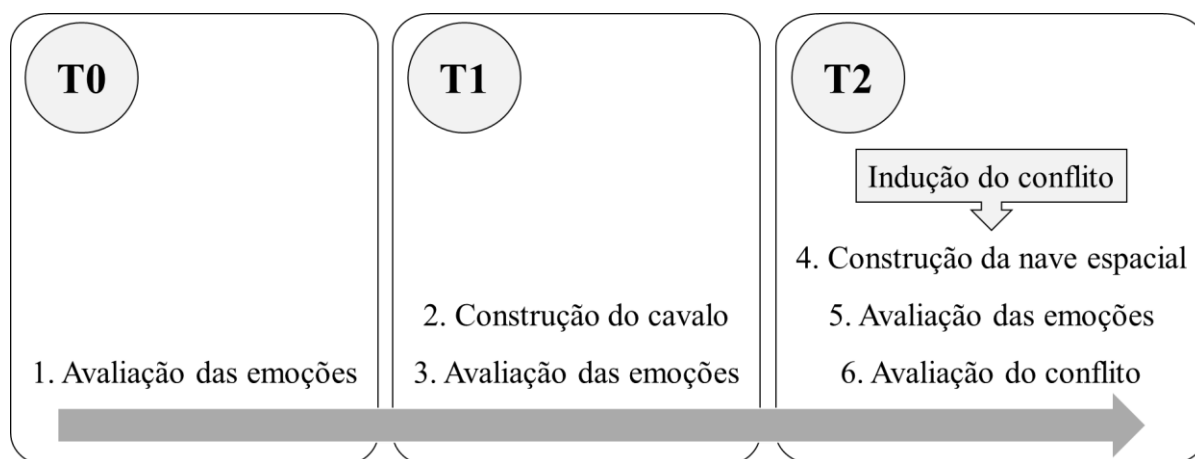 T0
1. Avaliação das emoções
T1
2. Construção do cavalo
3. Avaliação das emoções
T2
Indução do conflito
4. Construção da nave espacial
5. Avaliação das emoções
6. Avaliação do conflito